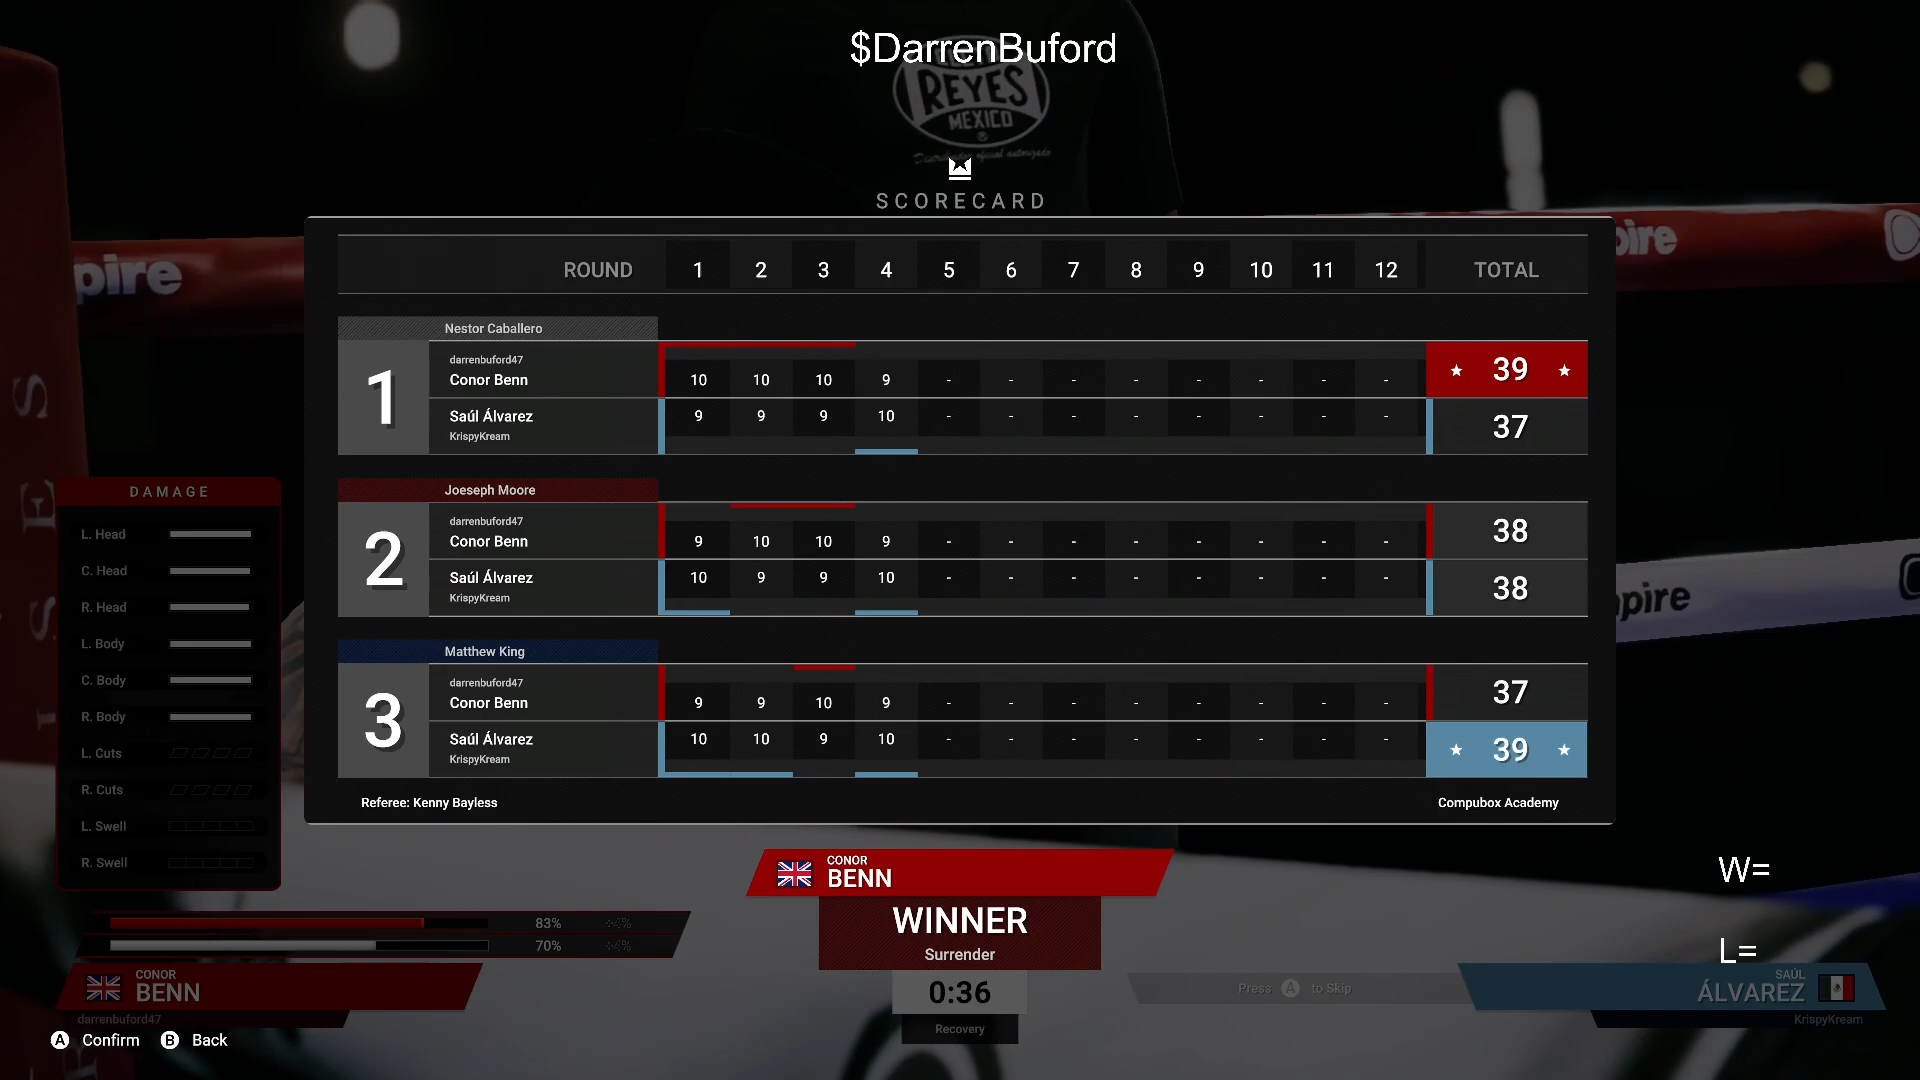 $DarrenBuford
CLETO
REYES
MEXICO
Distribuidor oficial autorizado
SCORECARD
ROUND 1 2 3 4 5 6 7 8 9 10 11 12 TOTAL
Nestor Caballero
1
darrenbuford47
Conor Benn 10 10 10 9 - - - - - - - - 39
Saúl Álvarez 9 9 9 10 - - - - - - - - 37
KrispyKream
Joeseph Moore
2
darrenbuford47
Conor Benn 9 10 10 9 - - - - - - - - 38
Saúl Álvarez 10 9 9 10 - - - - - - - - 38
KrispyKream
Matthew King
3
darrenbuford47
Conor Benn 9 9 10 9 - - - - - - - - 37
Saúl Álvarez 10 10 9 10 - - - - - - - - 39
KrispyKream
Referee: Kenny Bayless
Compubox Academy
pire
pire
pire
DAMAGE
L. Head
C. Head
R. Head
L. Body
C. Body
R. Body
L. Cuts
R. Cuts
L. Swell
R. Swell
CONOR
BENN
WINNER
Surrender
0:36
Recovery
W=
L=
83% +4%
70% +4%
CONOR
BENN
darrenbuford47
Press A to Skip
SAÚL
ÁLVAREZ
KrispyKream
A Confirm B Back